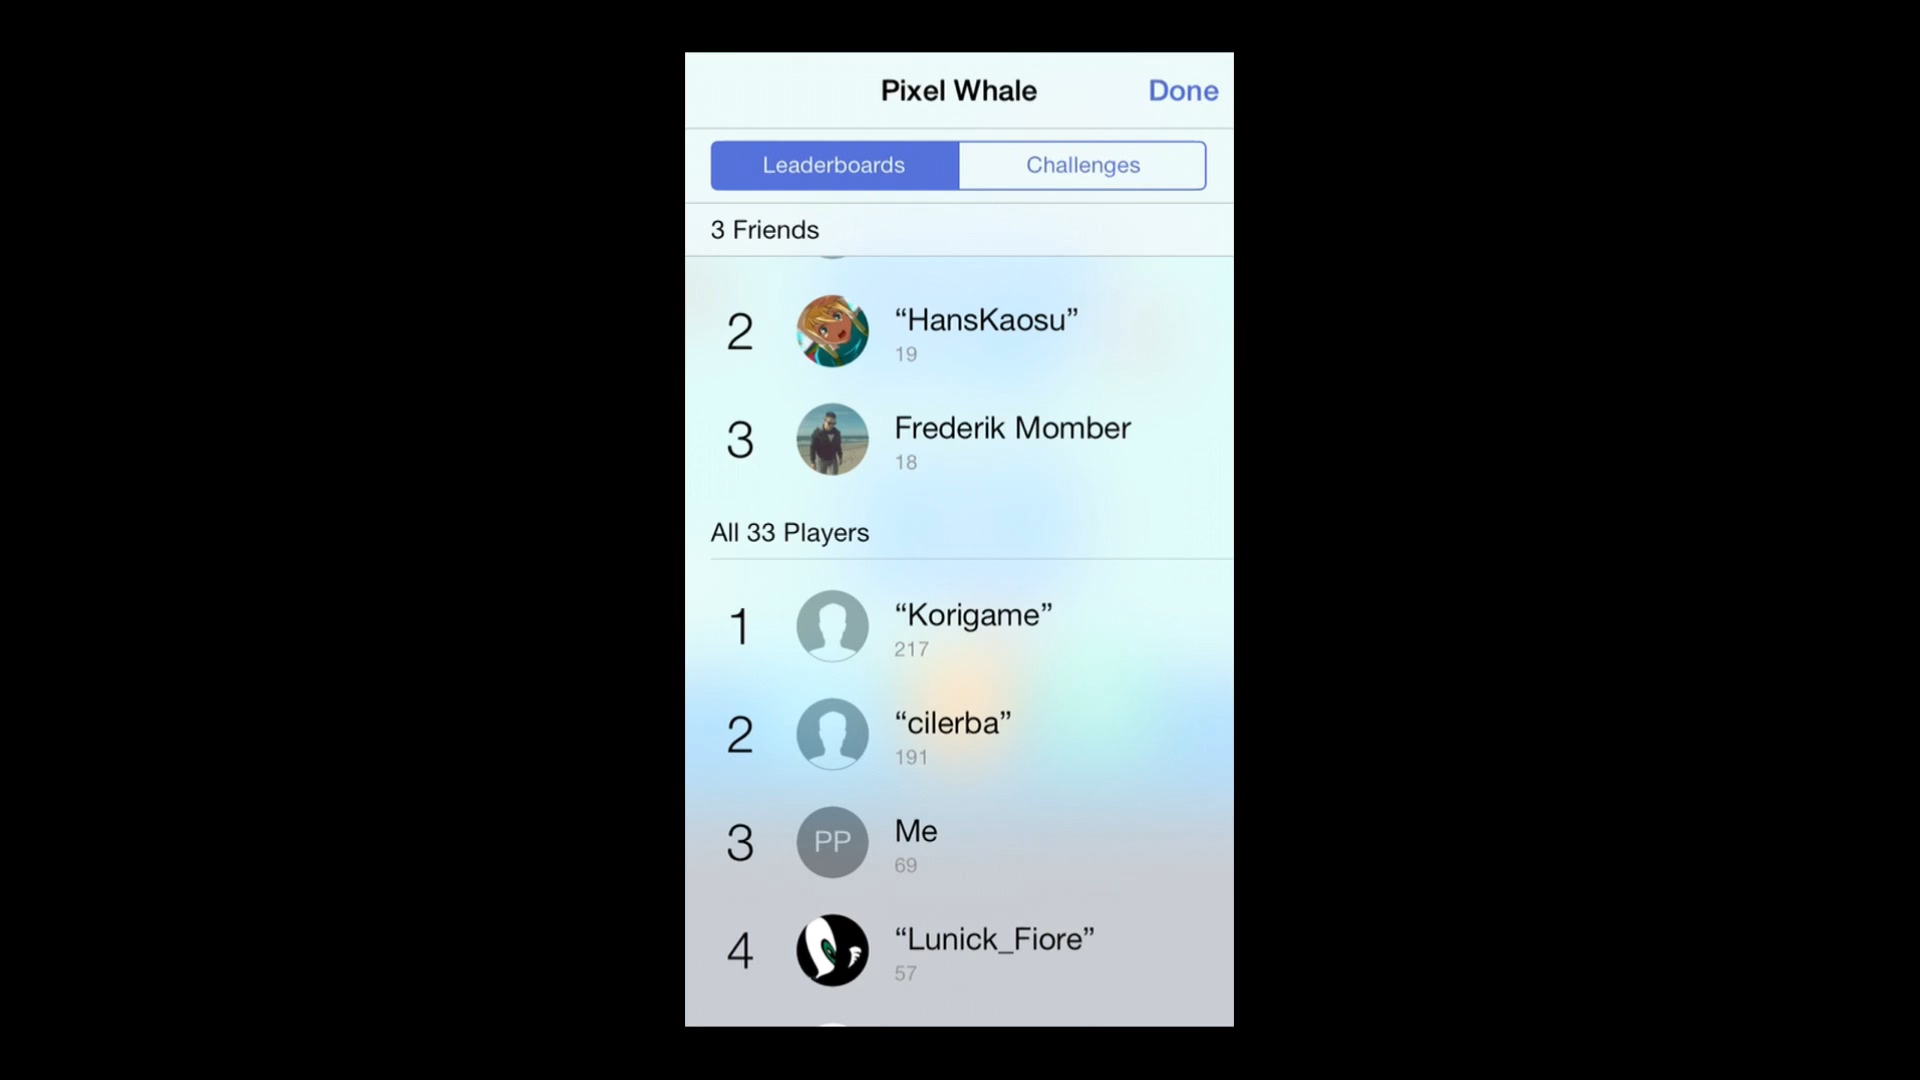 Pixel Whale
Done
Leaderboards
Challenges
3 Friends
2
“HansKaosu”
19
3
Frederik Momber
18
All 33 Players
1
“Korigame”
217
2
“cilerba”
191
3
PP
Me
69
4
“Lunick_Fiore”
57